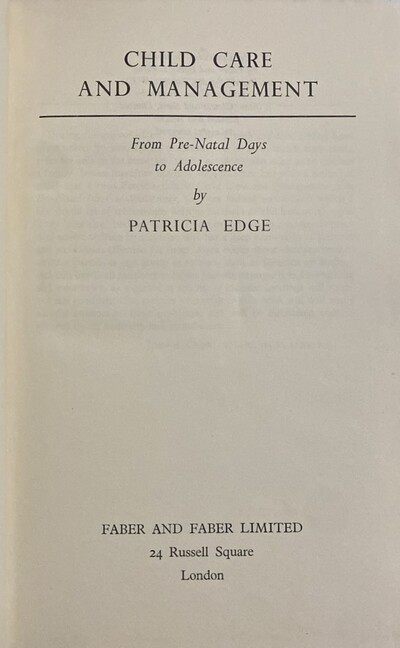 CHILD CARE
AND MANAGEMENT
From Pre-Natal Days
to Adolescence
by
PATRICIA EDGE
FABER AND FABER LIMITED
24 Russell Square
London